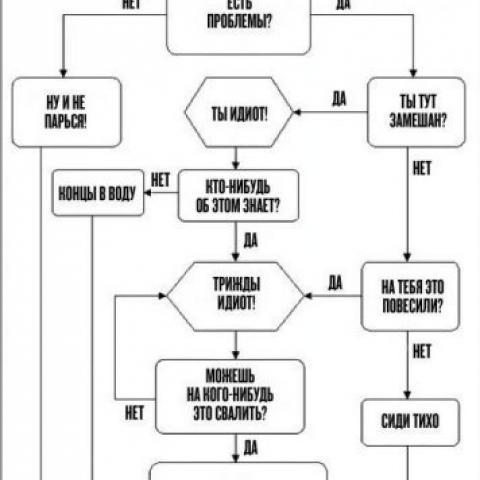 ЕСТЬ
ПРОБЛЕМЫ?
НЕТ
ДА
НУ И НЕ
ПАРЬСЯ!
ТЫ ИДИОТ!
ДА
ТЫ ТУТ
ЗАМЕШАН?
НЕТ
КОНЦЫ В ВОДУ
НЕТ
КТО-НИБУДЬ
ОБ ЭТОМ ЗНАЕТ?
ДА
ТРИЖДЫ
ИДИОТ!
ДА
НА ТЕБЯ ЭТО
ПОВЕСИЛИ?
НЕТ
МОЖЕШЬ
НА КОГО-НИБУДЬ
ЭТО СВАЛИТЬ?
НЕТ
ДА
СИДИ ТИХО